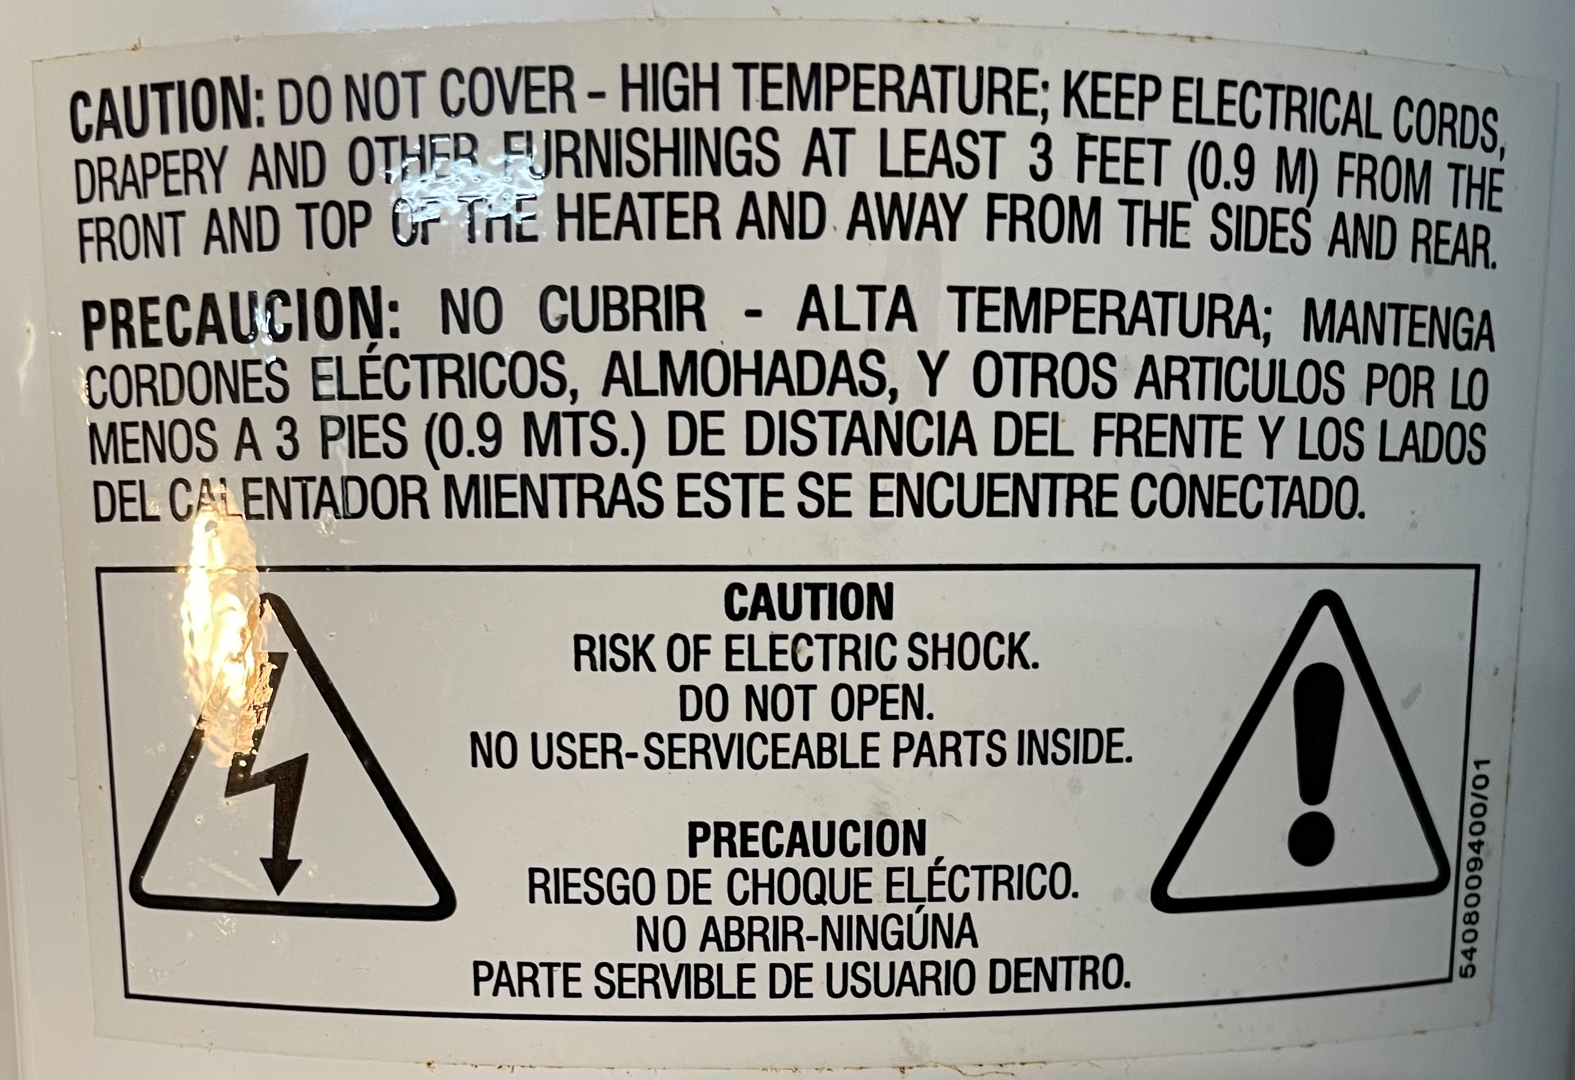 CAUTION: DO NOT COVER - HIGH TEMPERATURE; KEEP ELECTRICAL CORDS,
DRAPERY AND OTHER FURNISHINGS AT LEAST 3 FEET (0.9 M) FROM THE
FRONT AND TOP OF THE HEATER AND AWAY FROM THE SIDES AND REAR.
PRECAUCION: NO CUBRIR - ALTA TEMPERATURA; MANTENGA
CORDONES ELÉCTRICOS, ALMOHADAS, Y OTROS ARTICULOS POR LO
MENOS A 3 PIES (0.9 MTS.) DE DISTANCIA DEL FRENTE Y LOS LADOS
DEL CALENTADOR MIENTRAS ESTE SE ENCUENTRE CONECTADO.
CAUTION
RISK OF ELECTRIC SHOCK.
DO NOT OPEN.
NO USER-SERVICEABLE PARTS INSIDE.
PRECAUCION
RIESGO DE CHOQUE ELÉCTRICO.
NO ABRIR-NINGÚNA
PARTE SERVIBLE DE USUARIO DENTRO.
5408009400/01